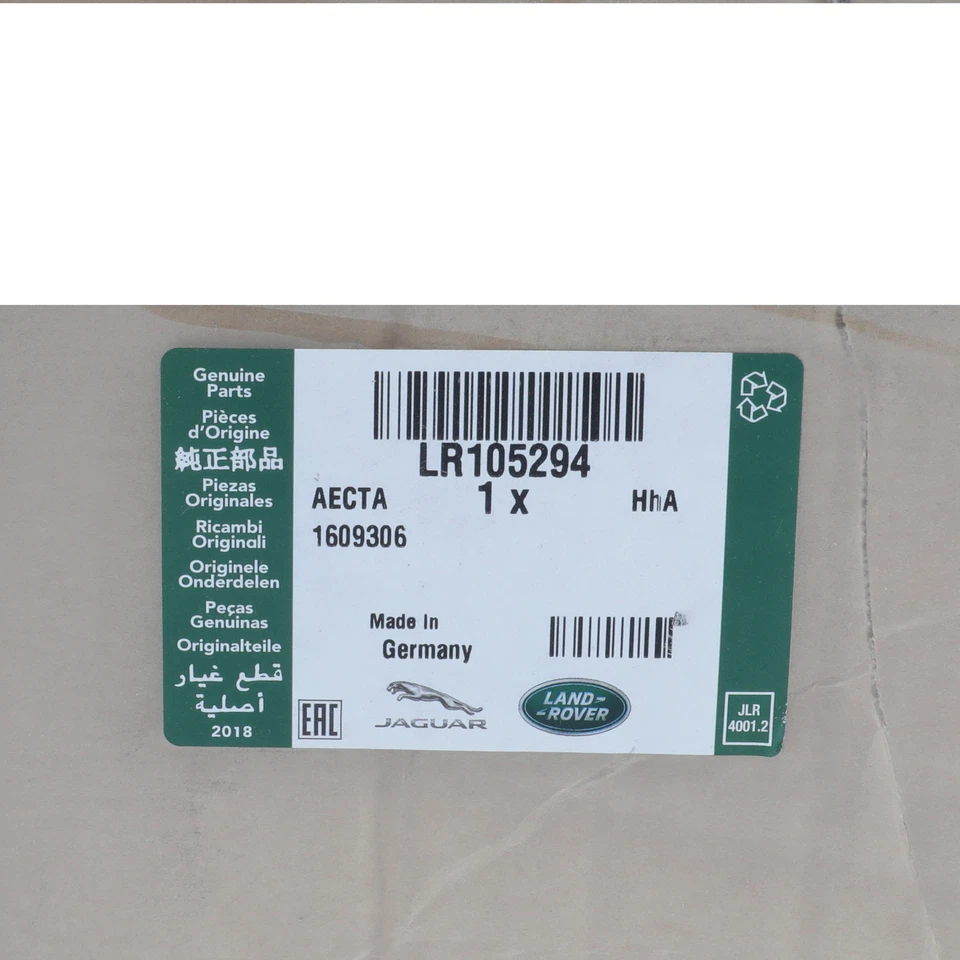 Genuine
Parts
Pièces
d'Origine
純正部品
Piezas
Originales
Ricambi
Originali
Originele
Onderdelen
Peças
Genuinas
Originalteile
قطع غيار
أصلية
2018
LR105294
AECTA 1 x HhA
1609306
Made In
Germany
EAC
JAGUAR
LAND-
-ROVER
JLR
4001.2